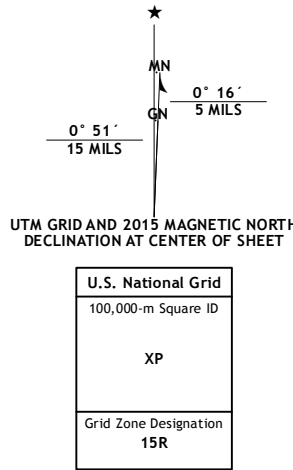 ★
MN
GN
0° 16´
5 MILS
0° 51´
15 MILS
UTM GRID AND 2015 MAGNETIC NORTH
DECLINATION AT CENTER OF SHEET
U.S. National Grid
100,000-m Square ID
XP
Grid Zone Designation
15R